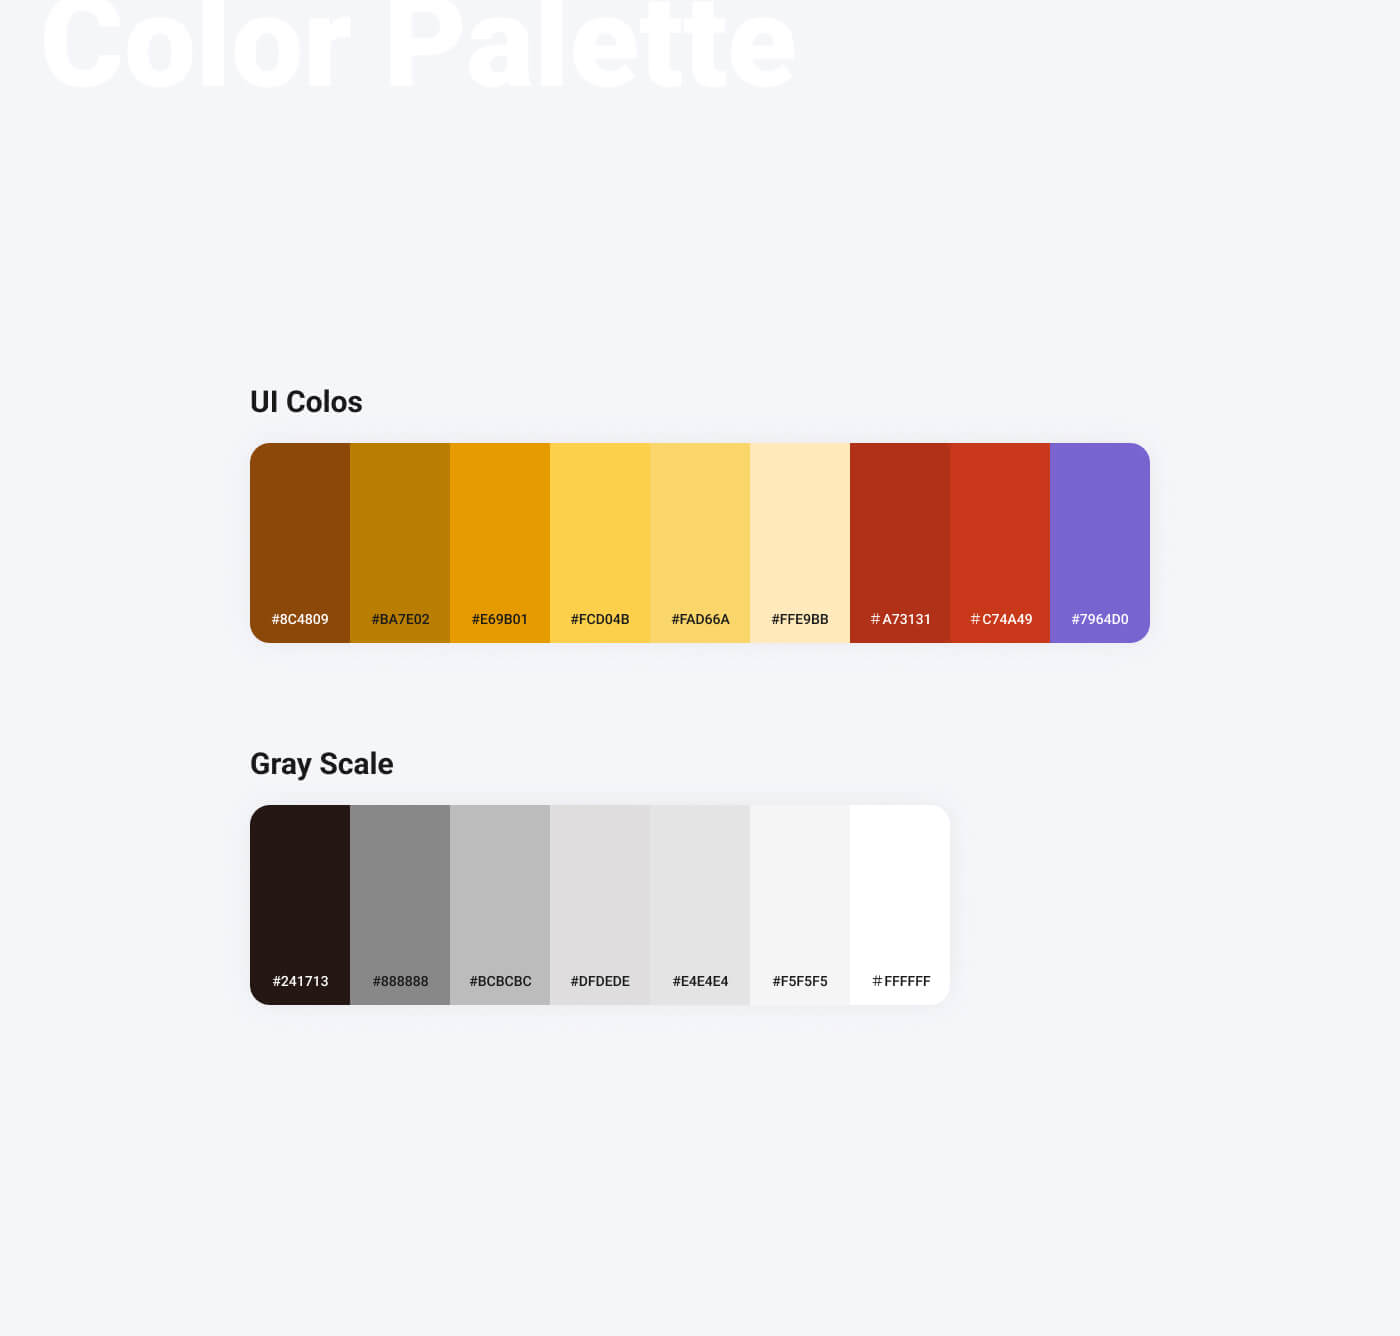 Color Palette
UI Colos
#8C4809 #BA7E02 #E69B01 #FCD04B #FAD66A #FFE9BB #A73131 #C74A49 #7964D0
Gray Scale
#241713 #888888 #BCBCBC #DFDEDE #E4E4E4 #F5F5F5 #FFFFFF